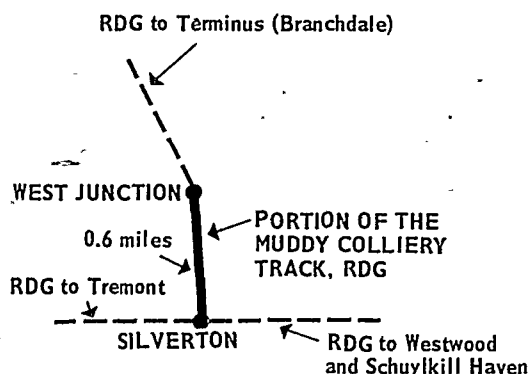 RDG to Terminus (Branchdale)
WEST JUNCTION
PORTION OF THE
MUDDY COLLIERY
TRACK, RDG
0.6 miles
RDG to Tremont
SILVERTON
RDG to Westwood
and Schuylkill Haven